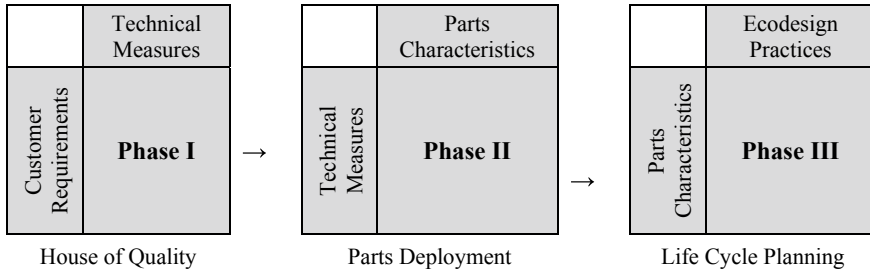 Technical
Measures
Customer
Requirements
Phase I
→
House of Quality
Parts
Characteristics
Technical
Measures
Phase II
→
Parts Deployment
Ecodesign
Practices
Parts
Characteristics
Phase III
Life Cycle Planning